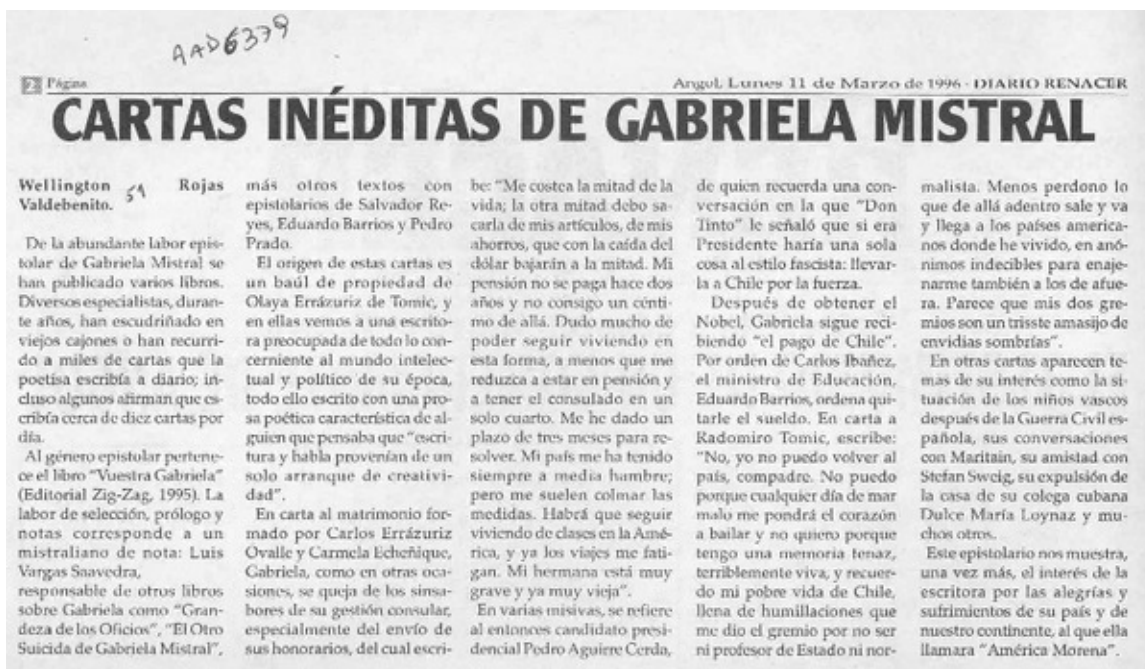 AAD6379
2 Página
Angol, Lunes 11 de Marzo de 1996 - DIARIO RENACER
CARTAS INÉDITAS DE GABRIELA MISTRAL
Wellington Rojas
Valdebenito.
De la abundante labor epis-
tolar de Gabriela Mistral se
han publicado varios libros.
Diversos especialistas, duran-
te años, han escudriñado en
viejos cajones o han recurri-
do a miles de cartas que la
poetisa escribía a diario; in-
cluso algunos afirman que es-
cribía cerca de diez cartas por
día.
Al género epistolar pertene-
ce el libro "Vuestra Gabriela"
(Editorial Zig-Zag, 1995). La
labor de selección, prólogo y
notas corresponde a un
mistraliano de nota: Luis
Vargas Saavedra,
responsable de otros libros
sobre Gabriela como "Gran-
deza de los Oficios", "El Otro
Suicida de Gabriela Mistral",
más otros textos con
epistolarios de Salvador Re-
yes, Eduardo Barrios y Pedro
Prado.
El origen de estas cartas es
un baúl de propiedad de
Olaya Errázuriz de Tomic, y
en ellas vemos a una escrito-
ra preocupada de todo lo con-
cerniente al mundo intelec-
tual y político de su época,
todo ello escrito con una pro-
sa poética característica de al-
guien que pensaba que "escri-
tura y habla provenían de un
solo arranque de creativi-
dad".
En carta al matrimonio for-
mado por Carlos Errázuriz
Ovalle y Carmela Echeñique,
Gabriela, como en otras oca-
siones, se queja de los sinsa-
bores de su gestión consular,
especialmente del envío de
sus honorarios, del cual escri-
be: "Me costea la mitad de la
vida; la otra mitad debo sa-
carla de mis artículos, de mis
ahorros, que con la caída del
dólar bajarán a la mitad. Mi
pensión no se paga hace dos
años y no consigo un cénti-
mo de allá. Dudo mucho de
poder seguir viviendo en
esta forma, a menos que me
reduzca a estar en pensión y
a tener el consulado en un
solo cuarto. Me he dado un
plazo de tres meses para re-
solver. Mi país me ha tenido
siempre a media hambre;
pero me suelen colmar las
medidas. Habrá que seguir
viviendo de clases en la Amé-
rica, y ya los viajes me fati-
gan. Mi hermana está muy
grave y ya muy vieja".
En varias misivas, se refiere
al entonces candidato presi-
dencial Pedro Aguirre Cerda,
de quien recuerda una con-
versación en la que "Don
Tinto" le señaló que si era
Presidente haría una sola
cosa al estilo fascista: llevar-
la a Chile por la fuerza.
Después de obtener el
Nobel, Gabriela sigue reci-
biendo "el pago de Chile".
Por orden de Carlos Ibañez,
el ministro de Educación,
Eduardo Barrios, ordena qui-
tarle el sueldo. En carta a
Radomiro Tomic, escribe:
"No, yo no puedo volver al
país, compadre. No puedo
porque cualquier día de mar
malo me pondrá el corazón
a bailar y no quiero porque
tengo una memoria tenaz,
terriblemente viva, y recuer-
do mi pobre vida de Chile,
llena de humillaciones que
me dio el gremio por no ser
ni profesor de Estado ni nor-
malista. Menos perdono lo
que de allá adentro sale y va
y llega a los países america-
nos donde he vivido, en anó-
nimos indecibles para enaje-
narme también a los de afue-
ra. Parece que mis dos gre-
mios son un trisste amasijo de
envidias sombrías".
En otras cartas aparecen te-
mas de su interés como la si-
tuación de los niños vascos
después de la Guerra Civil es-
pañola, sus conversaciones
con Maritain, su amistad con
Stefan Sweig, su expulsión de
la casa de su colega cubana
Dulce María Loynaz y mu-
chos otros.
Este epistolario nos muestra,
una vez más, el interés de la
escritora por las alegrías y
sufrimientos de su país y de
nuestro continente, al que ella
llamara "América Morena".